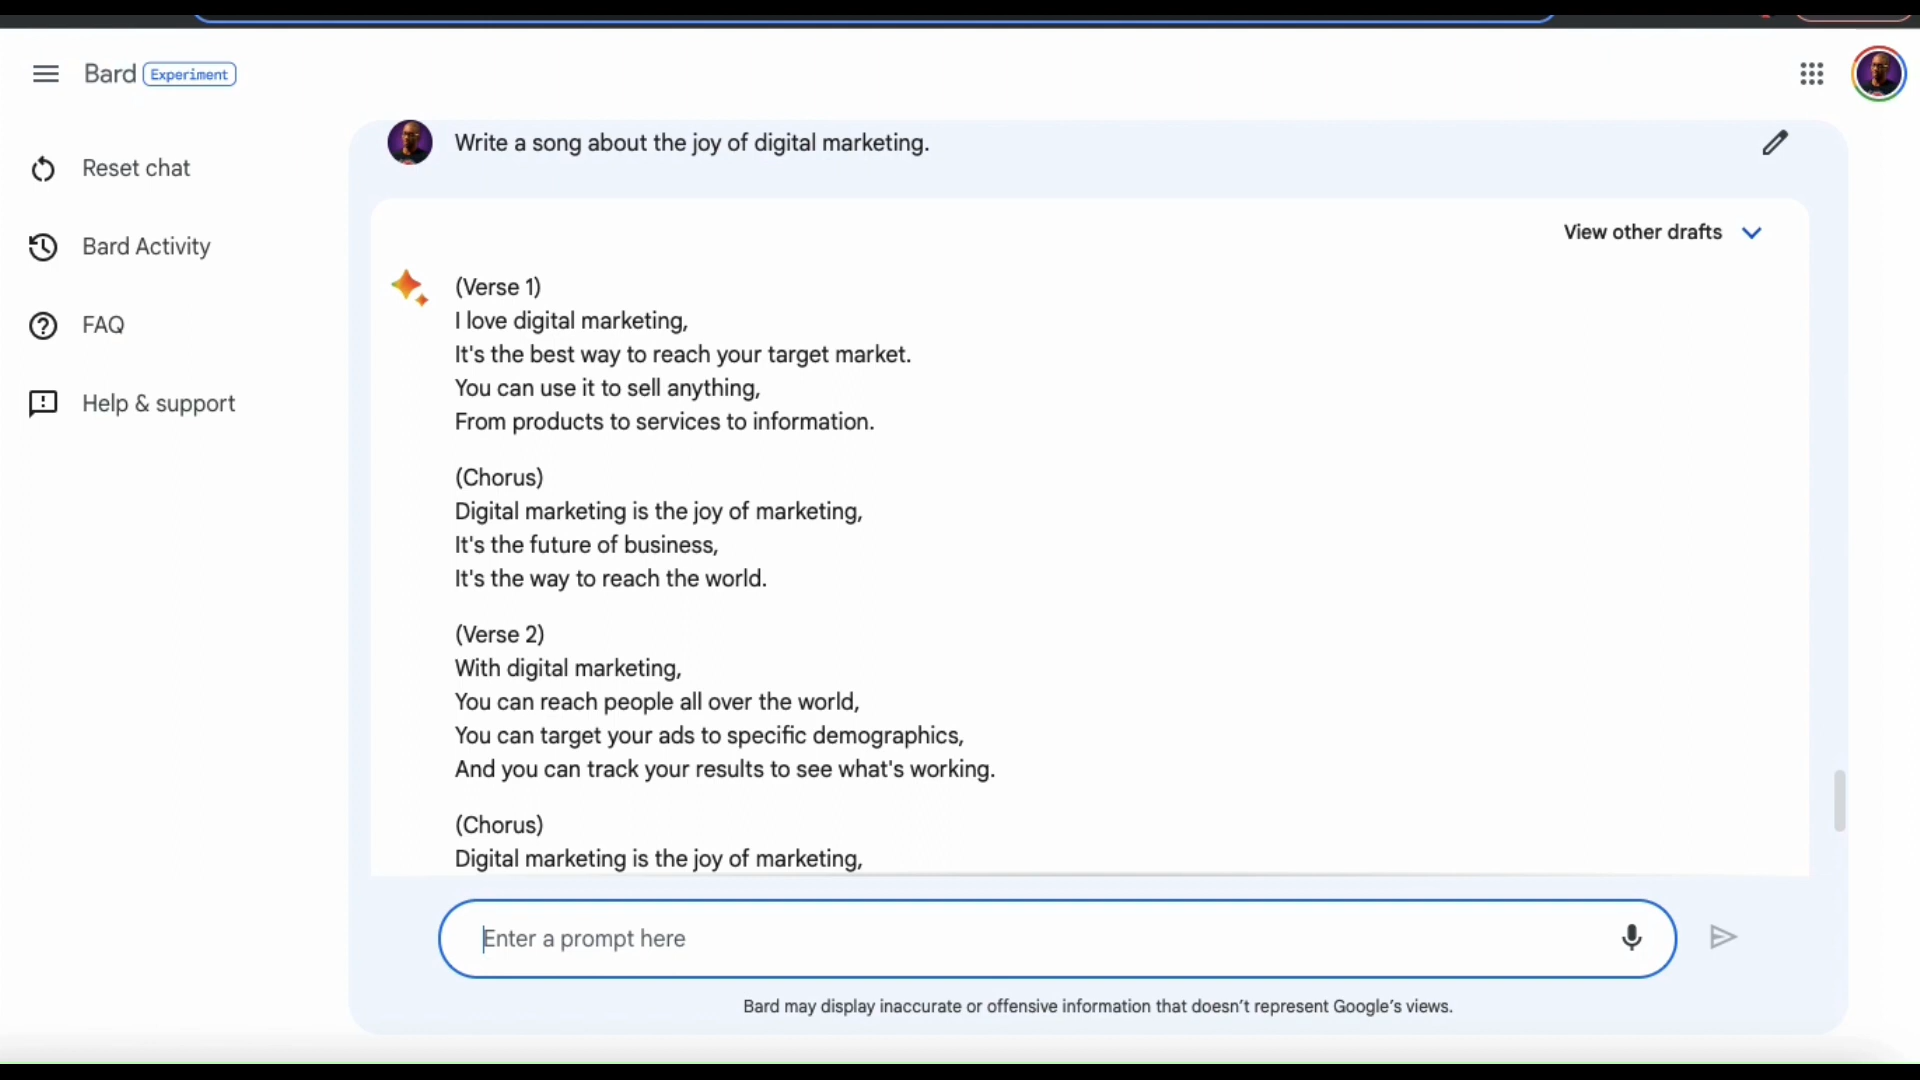 Bard Experiment
Reset chat
Bard Activity
FAQ
Help & support
Write a song about the joy of digital marketing.
View other drafts
(Verse 1)
I love digital marketing,
It's the best way to reach your target market.
You can use it to sell anything,
From products to services to information.
(Chorus)
Digital marketing is the joy of marketing,
It's the future of business,
It's the way to reach the world.
(Verse 2)
With digital marketing,
You can reach people all over the world,
You can target your ads to specific demographics,
And you can track your results to see what's working.
(Chorus)
Digital marketing is the joy of marketing,
Enter a prompt here
Bard may display inaccurate or offensive information that doesn’t represent Google’s views.